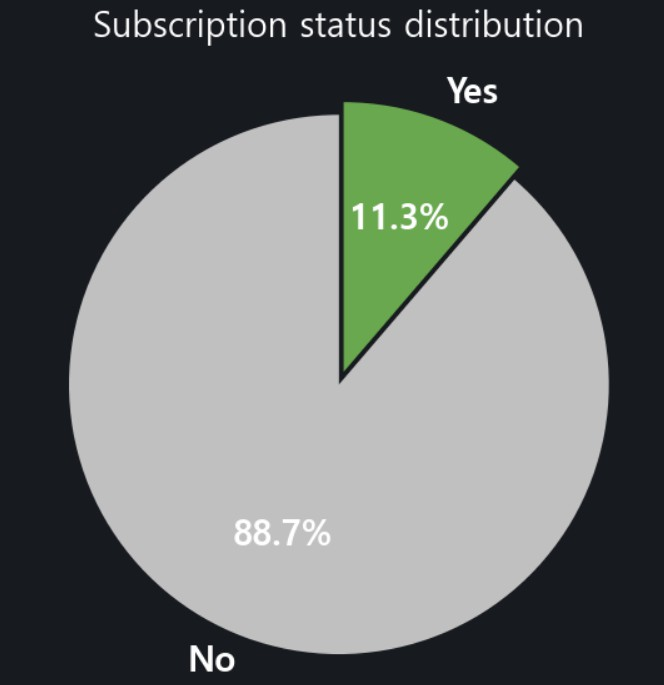 Subscription status distribution
Yes
11.3%
88.7%
No